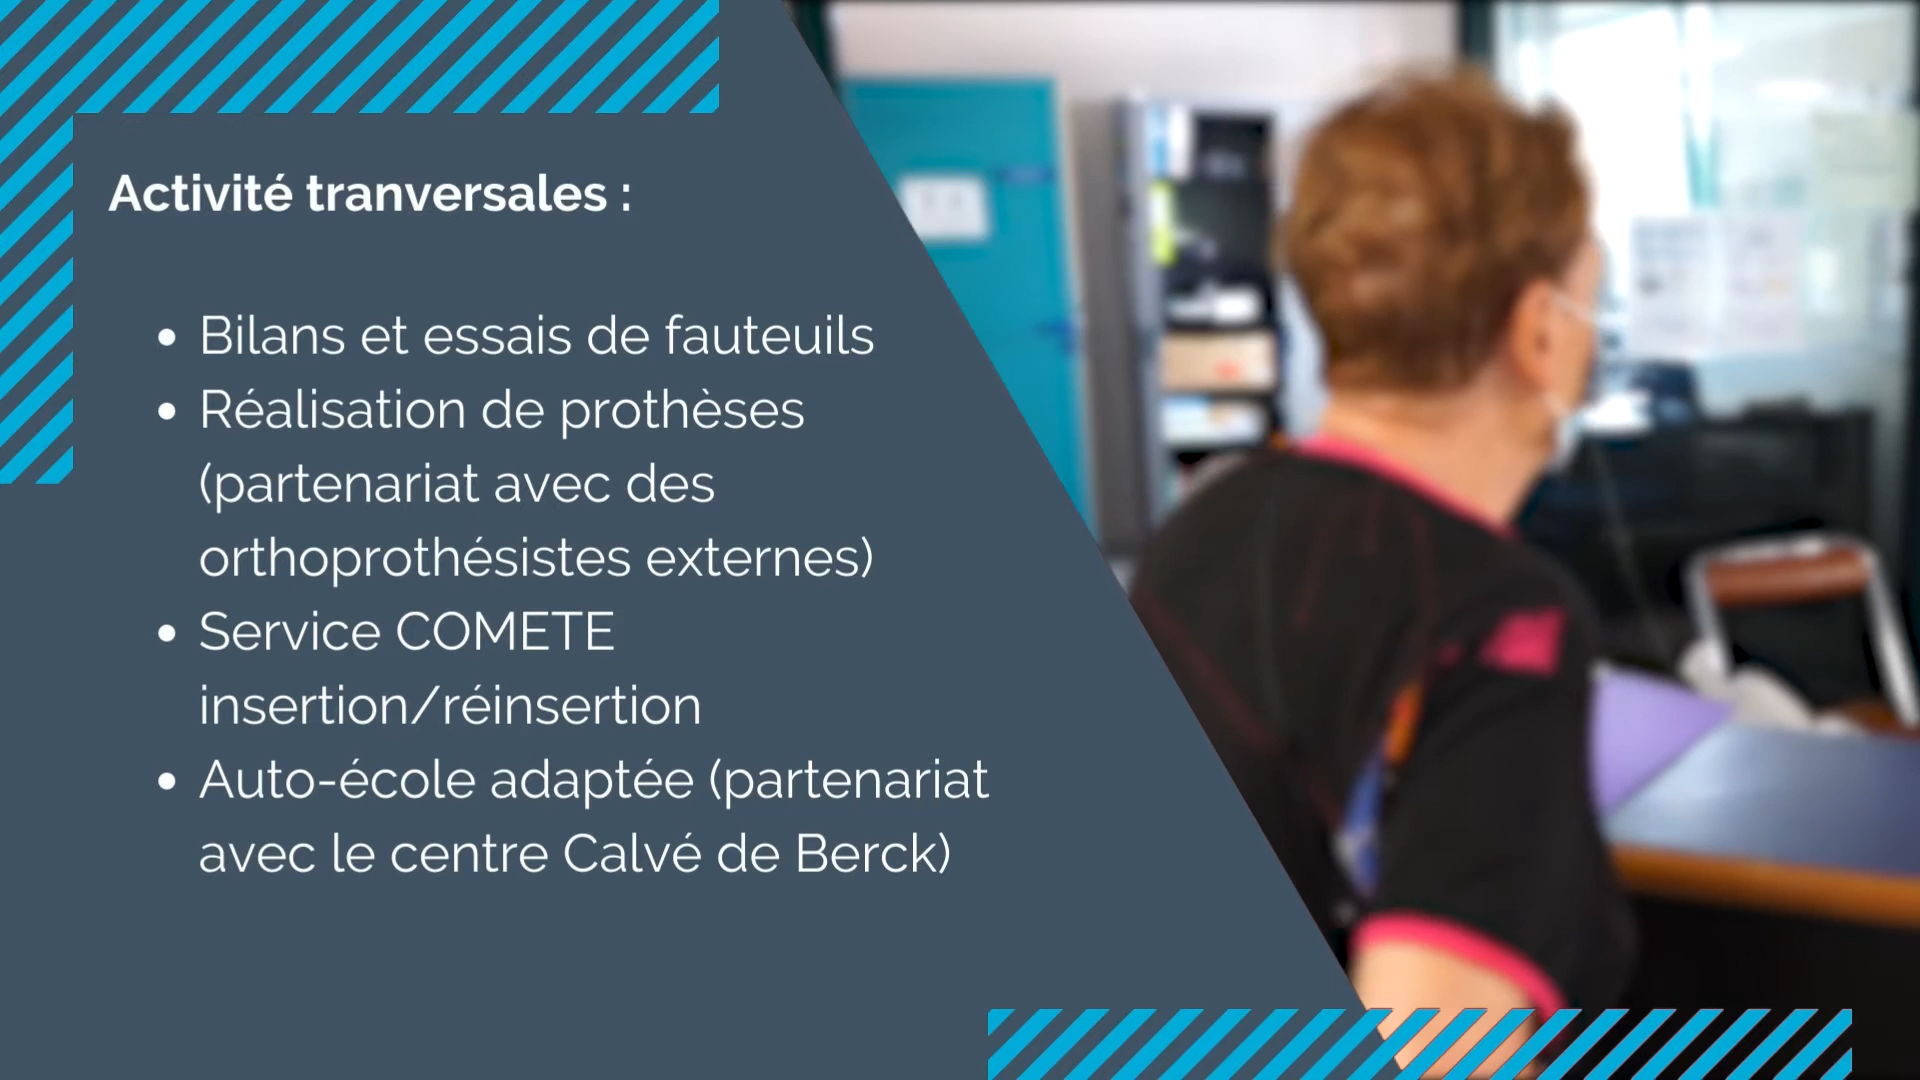 Activité tranversales :
Bilans et essais de fauteuils
Réalisation de prothèses
(partenariat avec des
orthoprothésistes externes)
Service COMETE
insertion/réinsertion
Auto-école adaptée (partenariat
avec le centre Calvé de Berck)